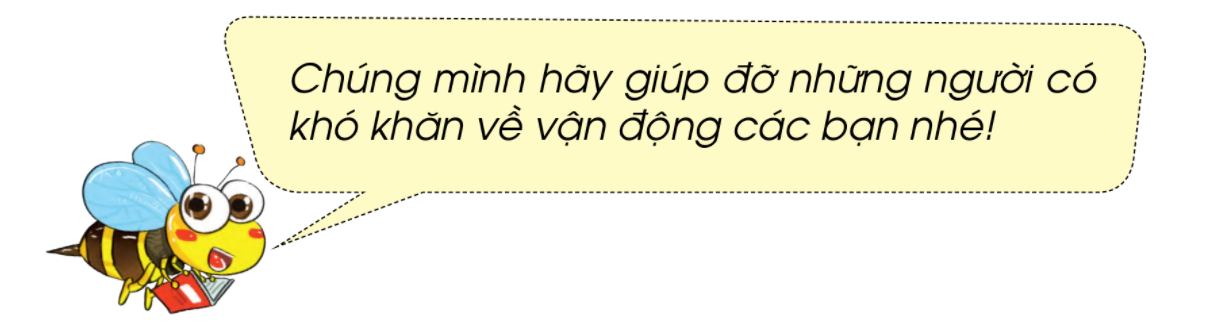 Chúng mình hãy giúp đỡ những người có
khó khăn về vận động các bạn nhé!